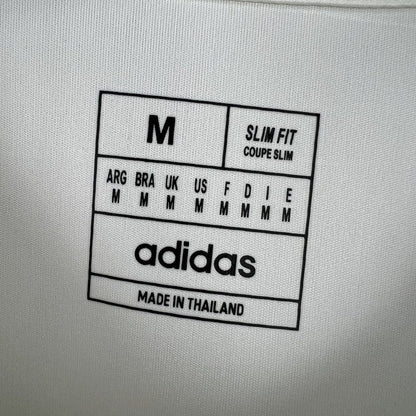 M
SLIM FIT
COUPE SLIM
ARG BRA UK US F D I E
M M M M M M M M
adidas
MADE IN THAILAND